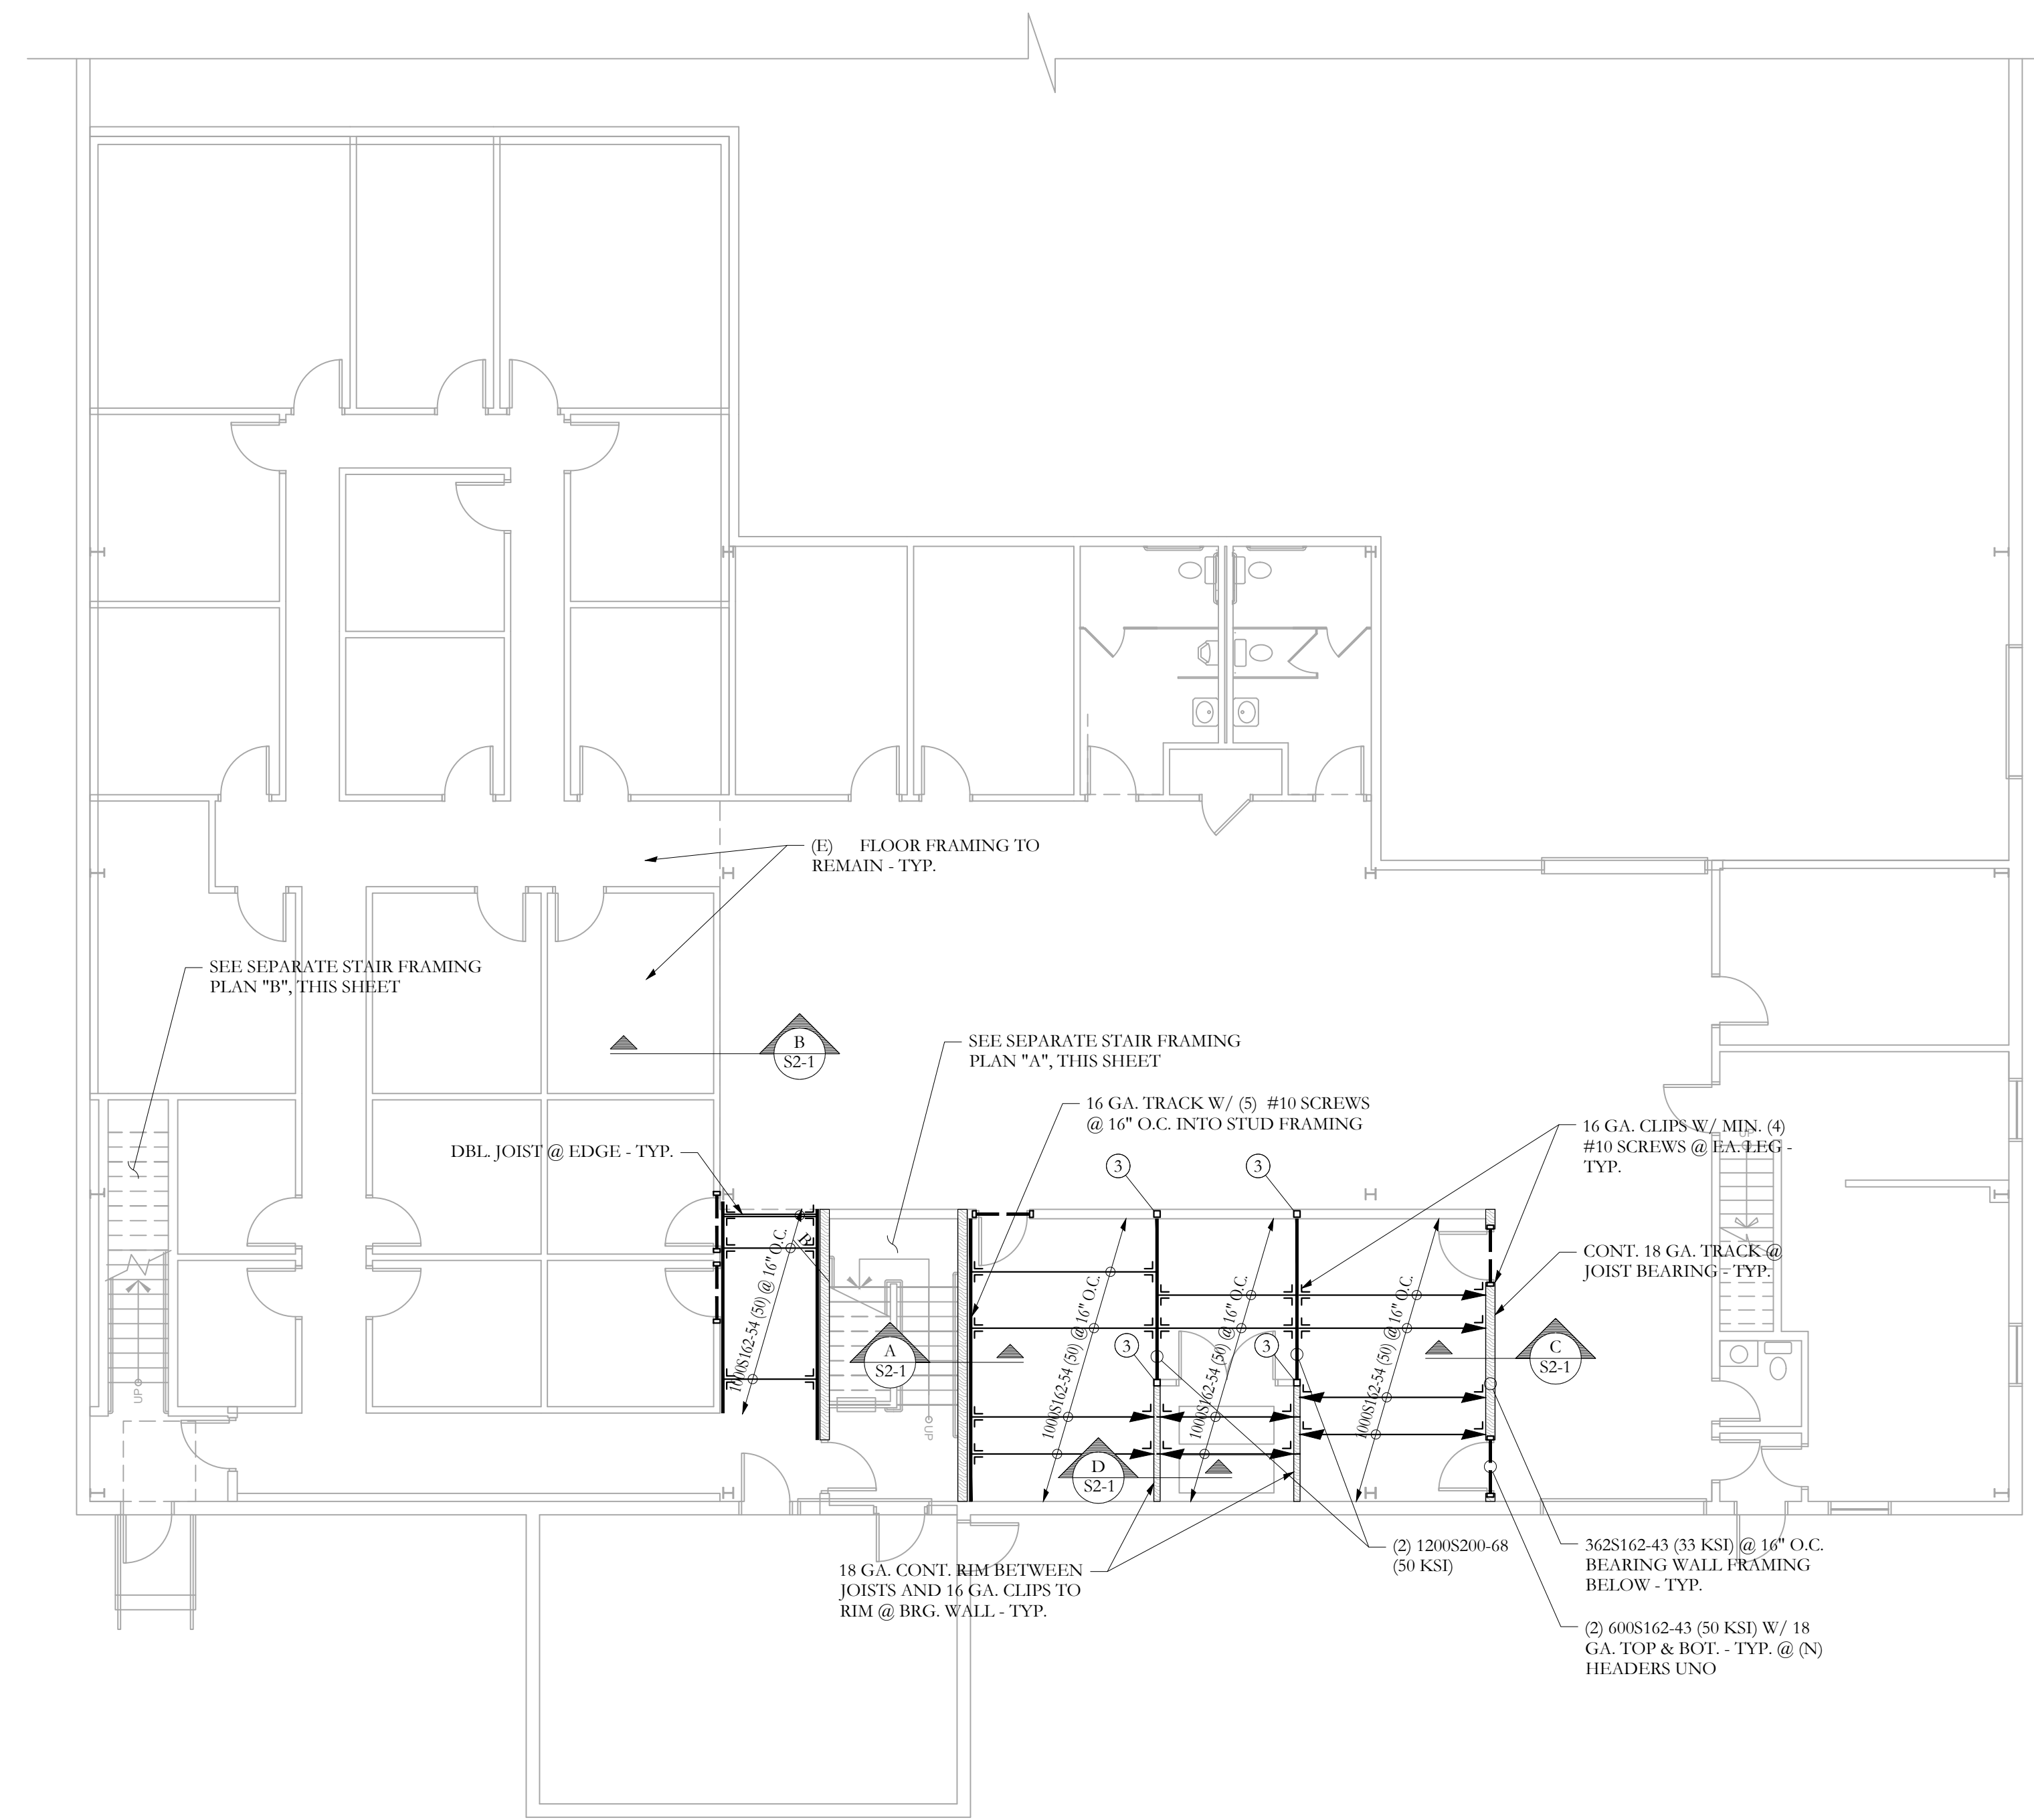 (E) FLOOR FRAMING TO
REMAIN - TYP.
SEE SEPARATE STAIR FRAMING
PLAN "B", THIS SHEET
B
S2-1
SEE SEPARATE STAIR FRAMING
PLAN "A", THIS SHEET
16 GA. TRACK W/ (5) #10 SCREWS
@ 16" O.C. INTO STUD FRAMING
16 GA. CLIPS W/ MIN. (4)
#10 SCREWS @ EA. LEG -
TYP.
UP
DBL. JOIST @ EDGE - TYP.
3
3
CONT. 18 GA. TRACK @
JOIST BEARING - TYP.
1000S162-54 (50) @ 16" O.C.
1000S162-54 (50) @ 16" O.C.
1000S162-54 (50) @ 16" O.C.
1000S162-54 (50) @ 16" O.C.
A
S2-1
3
3
C
S2-1
UP
UP
D
S2-1
(2) 1200S200-68
(50 KSI)
362S162-43 (33 KSI) @ 16" O.C.
BEARING WALL FRAMING
BELOW - TYP.
18 GA. CONT. RIM BETWEEN
JOISTS AND 16 GA. CLIPS TO
RIM @ BRG. WALL - TYP.
(2) 600S162-43 (50 KSI) W/ 18
GA. TOP & BOT. - TYP. @ (N)
HEADERS UNO